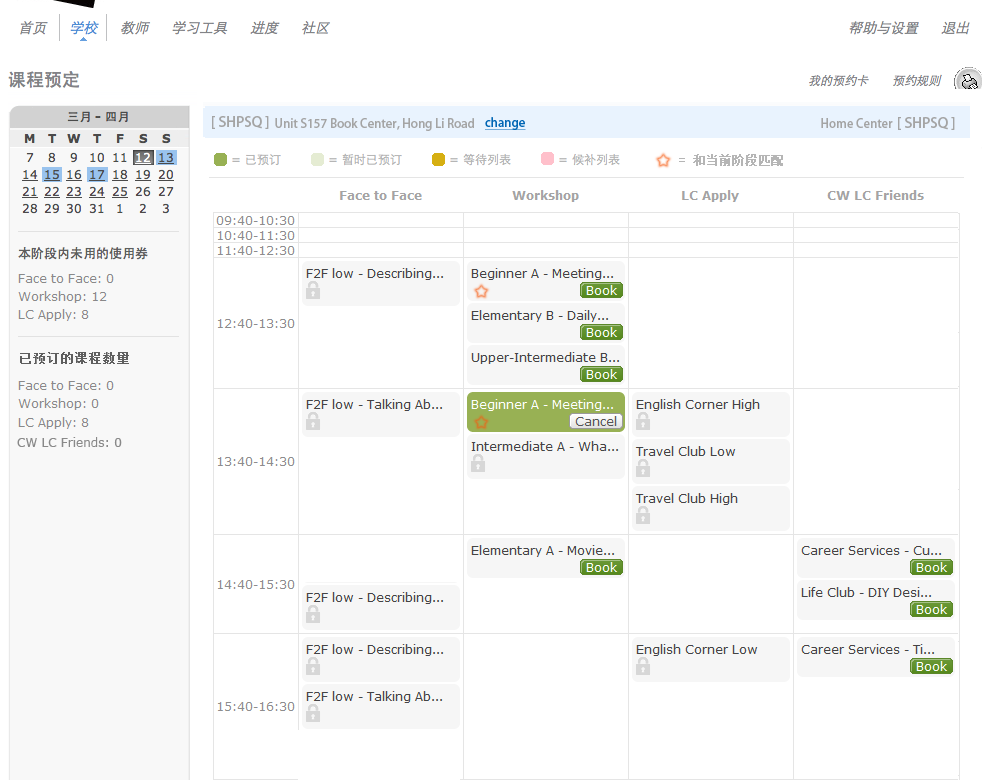 首页 学校 教师 学习工具 进度 社区 帮助与设置 退出
课程预定 我的预约卡 预约规则
三月 - 四月
M T W T F S S
7 8 9 10 11 12 13
14 15 16 17 18 19 20
21 22 23 24 25 26 27
28 29 30 31 1 2 3
本阶段内未用的使用券
Face to Face: 0
Workshop: 12
LC Apply: 8
已预订的课程数量
Face to Face: 0
Workshop: 0
LC Apply: 8
CW LC Friends: 0
[ SHPSQ ] Unit S157 Book Center, Hong Li Road change Home Center [ SHPSQ ]
= 已预订 = 暂时已预订 = 等待列表 = 候补列表 = 和当前阶段匹配
Face to Face Workshop LC Apply CW LC Friends
09:40-10:30
10:40-11:30
11:40-12:30
12:40-13:30
F2F low - Describing...
Beginner A - Meeting...
Book
Elementary B - Daily...
Book
Upper-Intermediate B...
Book
13:40-14:30
F2F low - Talking Ab...
Beginner A - Meeting...
Cancel
Intermediate A - Wha...
English Corner High
Travel Club Low
Travel Club High
14:40-15:30
F2F low - Describing...
Elementary A - Movie...
Book
Career Services - Cu...
Book
Life Club - DIY Desi...
Book
15:40-16:30
F2F low - Describing...
F2F low - Talking Ab...
English Corner Low
Career Services - Ti...
Book